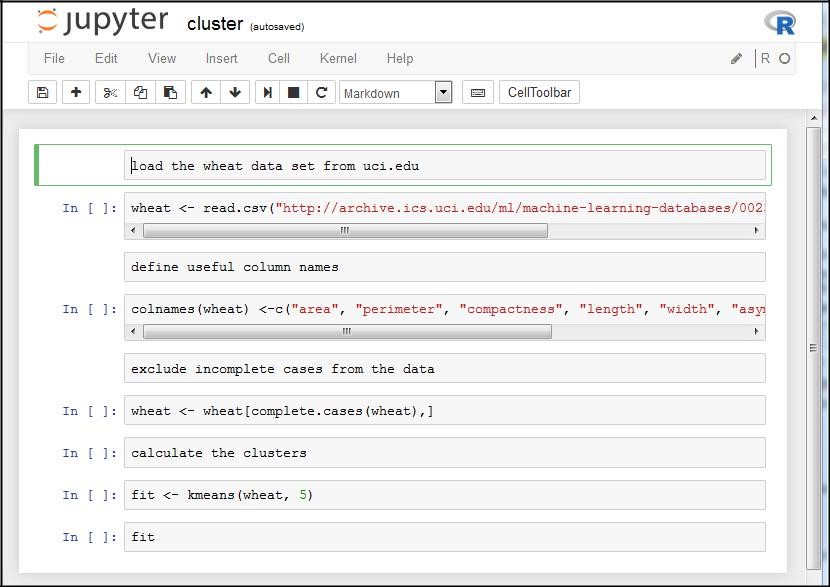 jupyter cluster (autosaved)
File Edit View Insert Cell Kernel Help R
Markdown CellToolbar
load the wheat data set from uci.edu
In [ ]: wheat <- read.csv("http://archive.ics.uci.edu/ml/machine-learning-databases/002
define useful column names
In [ ]: colnames(wheat) <-c("area", "perimeter", "compactness", "length", "width", "asy
exclude incomplete cases from the data
In [ ]: wheat <- wheat[complete.cases(wheat),]
In [ ]: calculate the clusters
In [ ]: fit <- kmeans(wheat, 5)
In [ ]: fit